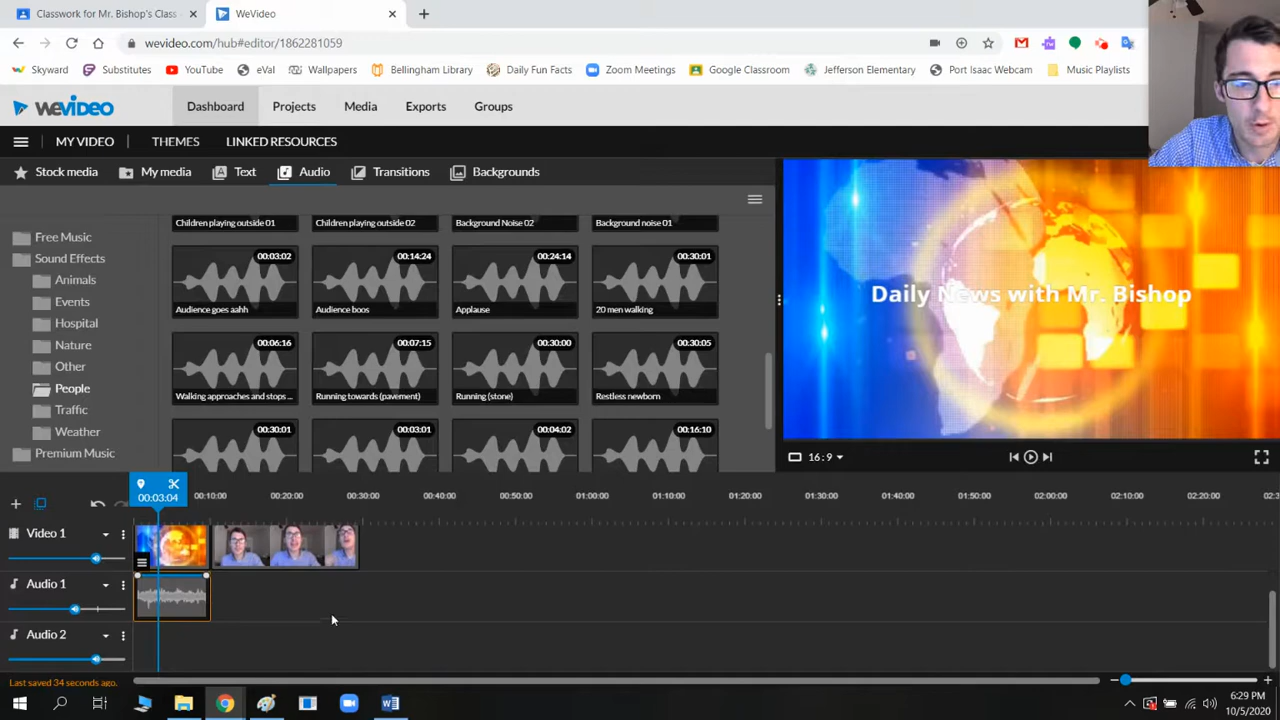 Classwork for Mr. Bishop's Class
WeVideo
wevideo.com/hub#editor/1862281059
Skyward Substitutes YouTube eVal Wallpapers Bellingham Library Daily Fun Facts Zoom Meetings Google Classroom Jefferson Elementary Port Isaac Webcam Music Playlists
wevideo Dashboard Projects Media Exports Groups
MY VIDEO THEMES LINKED RESOURCES
Stock media My media Text Audio Transitions Backgrounds
Free Music
Sound Effects
Animals
Events
Hospital
Nature
Other
People
Traffic
Weather
Premium Music
Children playing outside 01 Children playing outside 02 Background Noise 02 Background noise 01
00:03:02 00:14:24 00:24:14 00:30:01
Audience goes aahh Audience boos Applause 20 men walking
00:06:16 00:07:15 00:30:00 00:30:05
Walking approaches and stops ... Running towards (pavement) Running (stone) Restless newborn
00:30:01 00:03:01 00:04:02 00:16:10
Daily News with Mr. Bishop
16:9
00:03:04 00:10:00 00:20:00 00:30:00 00:40:00 00:50:00 01:00:00 01:10:00 01:20:00 01:30:00 01:40:00 01:50:00 02:00:00 02:10:00 02:20:00
Video 1
Audio 1
Audio 2
Last saved 34 seconds ago.
6:29 PM
10/5/2020